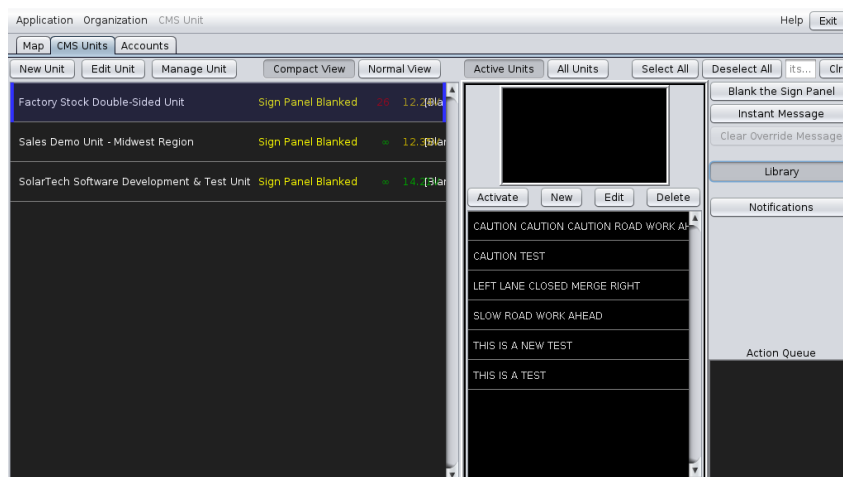 Application Organization CMS Unit Help Exit
Map CMS Units Accounts
New Unit Edit Unit Manage Unit Compact View Normal View Active Units All Units Select All Deselect All its... Clr
Factory Stock Double-Sided Unit Sign Panel Blanked
Sales Demo Unit - Midwest Region Sign Panel Blanked ∞
SolarTech Software Development & Test Unit Sign Panel Blanked ∞
Activate New Edit Delete
CAUTION CAUTION CAUTION ROAD WORK AH
CAUTION TEST
LEFT LANE CLOSED MERGE RIGHT
SLOW ROAD WORK AHEAD
THIS IS A NEW TEST
THIS IS A TEST
Blank the Sign Panel
Instant Message
Clear Override Message
Library
Notifications
Action Queue